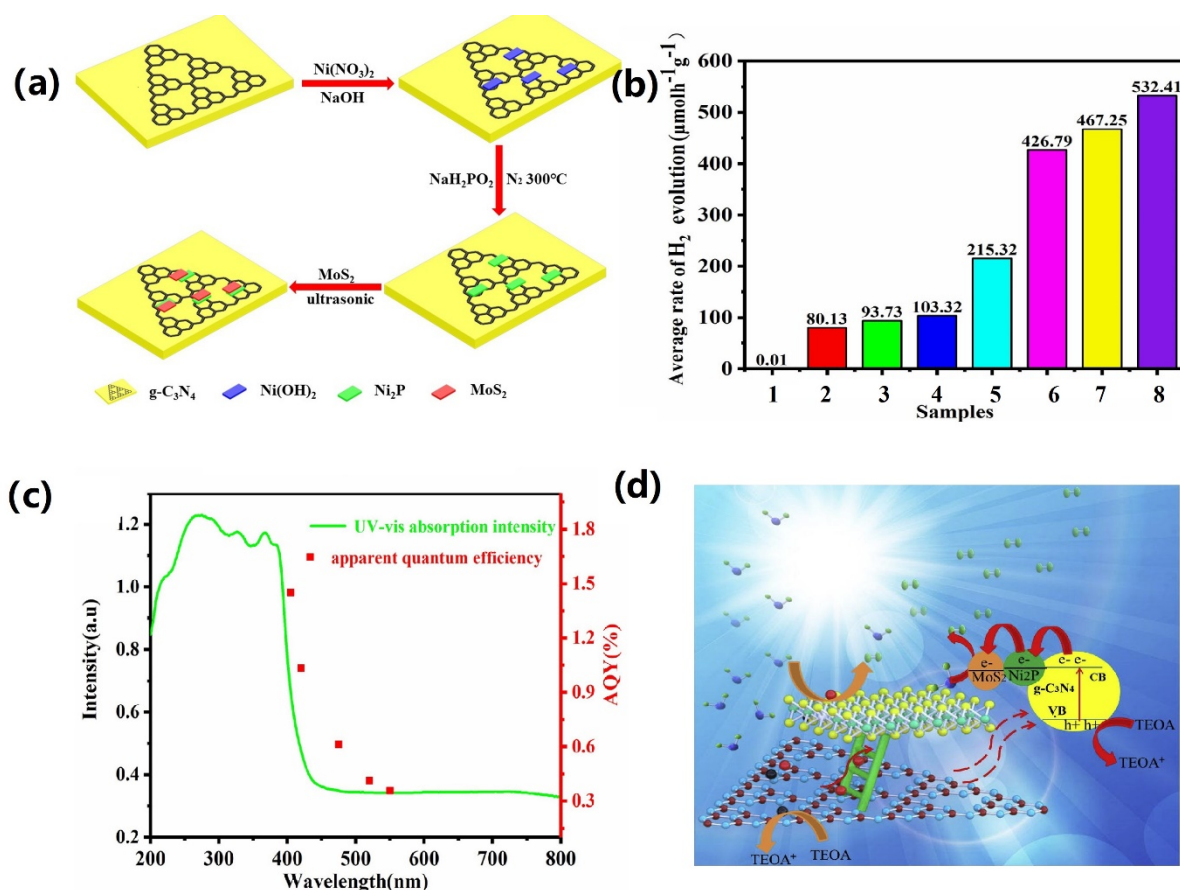 (a)
Ni(NO₃)₂
NaOH
NaH₂PO₂ N₂ 300°C
MoS₂
ultrasonic
g-C₃N₄ Ni(OH)₂ Ni₂P MoS₂
(b)
Average rate of H₂ evolution (μmolh⁻¹g⁻¹)
600
500
400
300
200
100
0
0.01
80.13
93.73
103.32
215.32
426.79
467.25
532.41
1 2 3 4 5 6 7 8
Samples
(c)
Intensity(a.u)
1.2
1.0
0.8
0.6
0.4
0.2
UV-vis absorption intensity
apparent quantum efficiency
1.8
1.5
1.2
0.9
0.6
0.3
AQY(%)
200 300 400 500 600 700 800
Wavelength(nm)
(d)
e- e- e- e-
MoS2 Ni2P CB
g-C₃N₄
VB
h+ h+ TEOA
TEOA⁺
TEOA⁺ TEOA